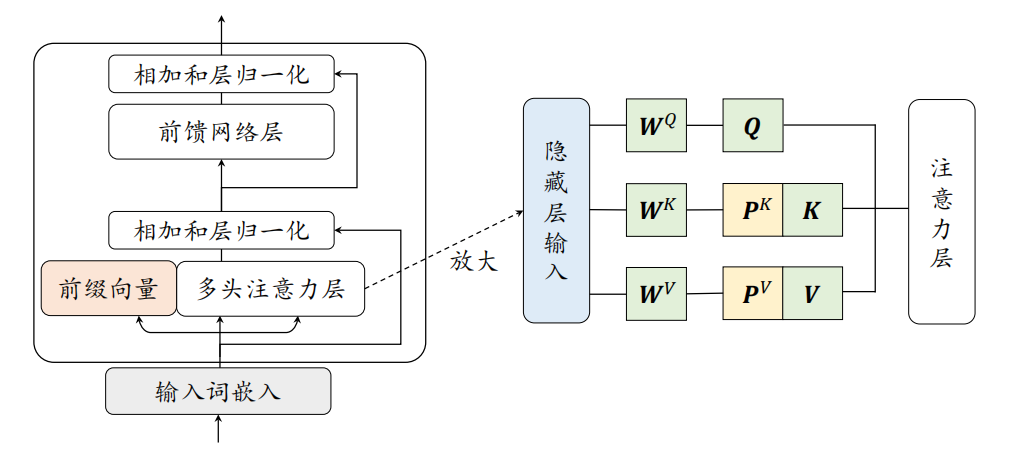 相加和层归一化
前馈网络层
相加和层归一化
前缀向量
多头注意力层
输入词嵌入
放大
隐藏层输入
W^Q
Q
W^K
P^K
K
W^V
P^V
V
注意力层